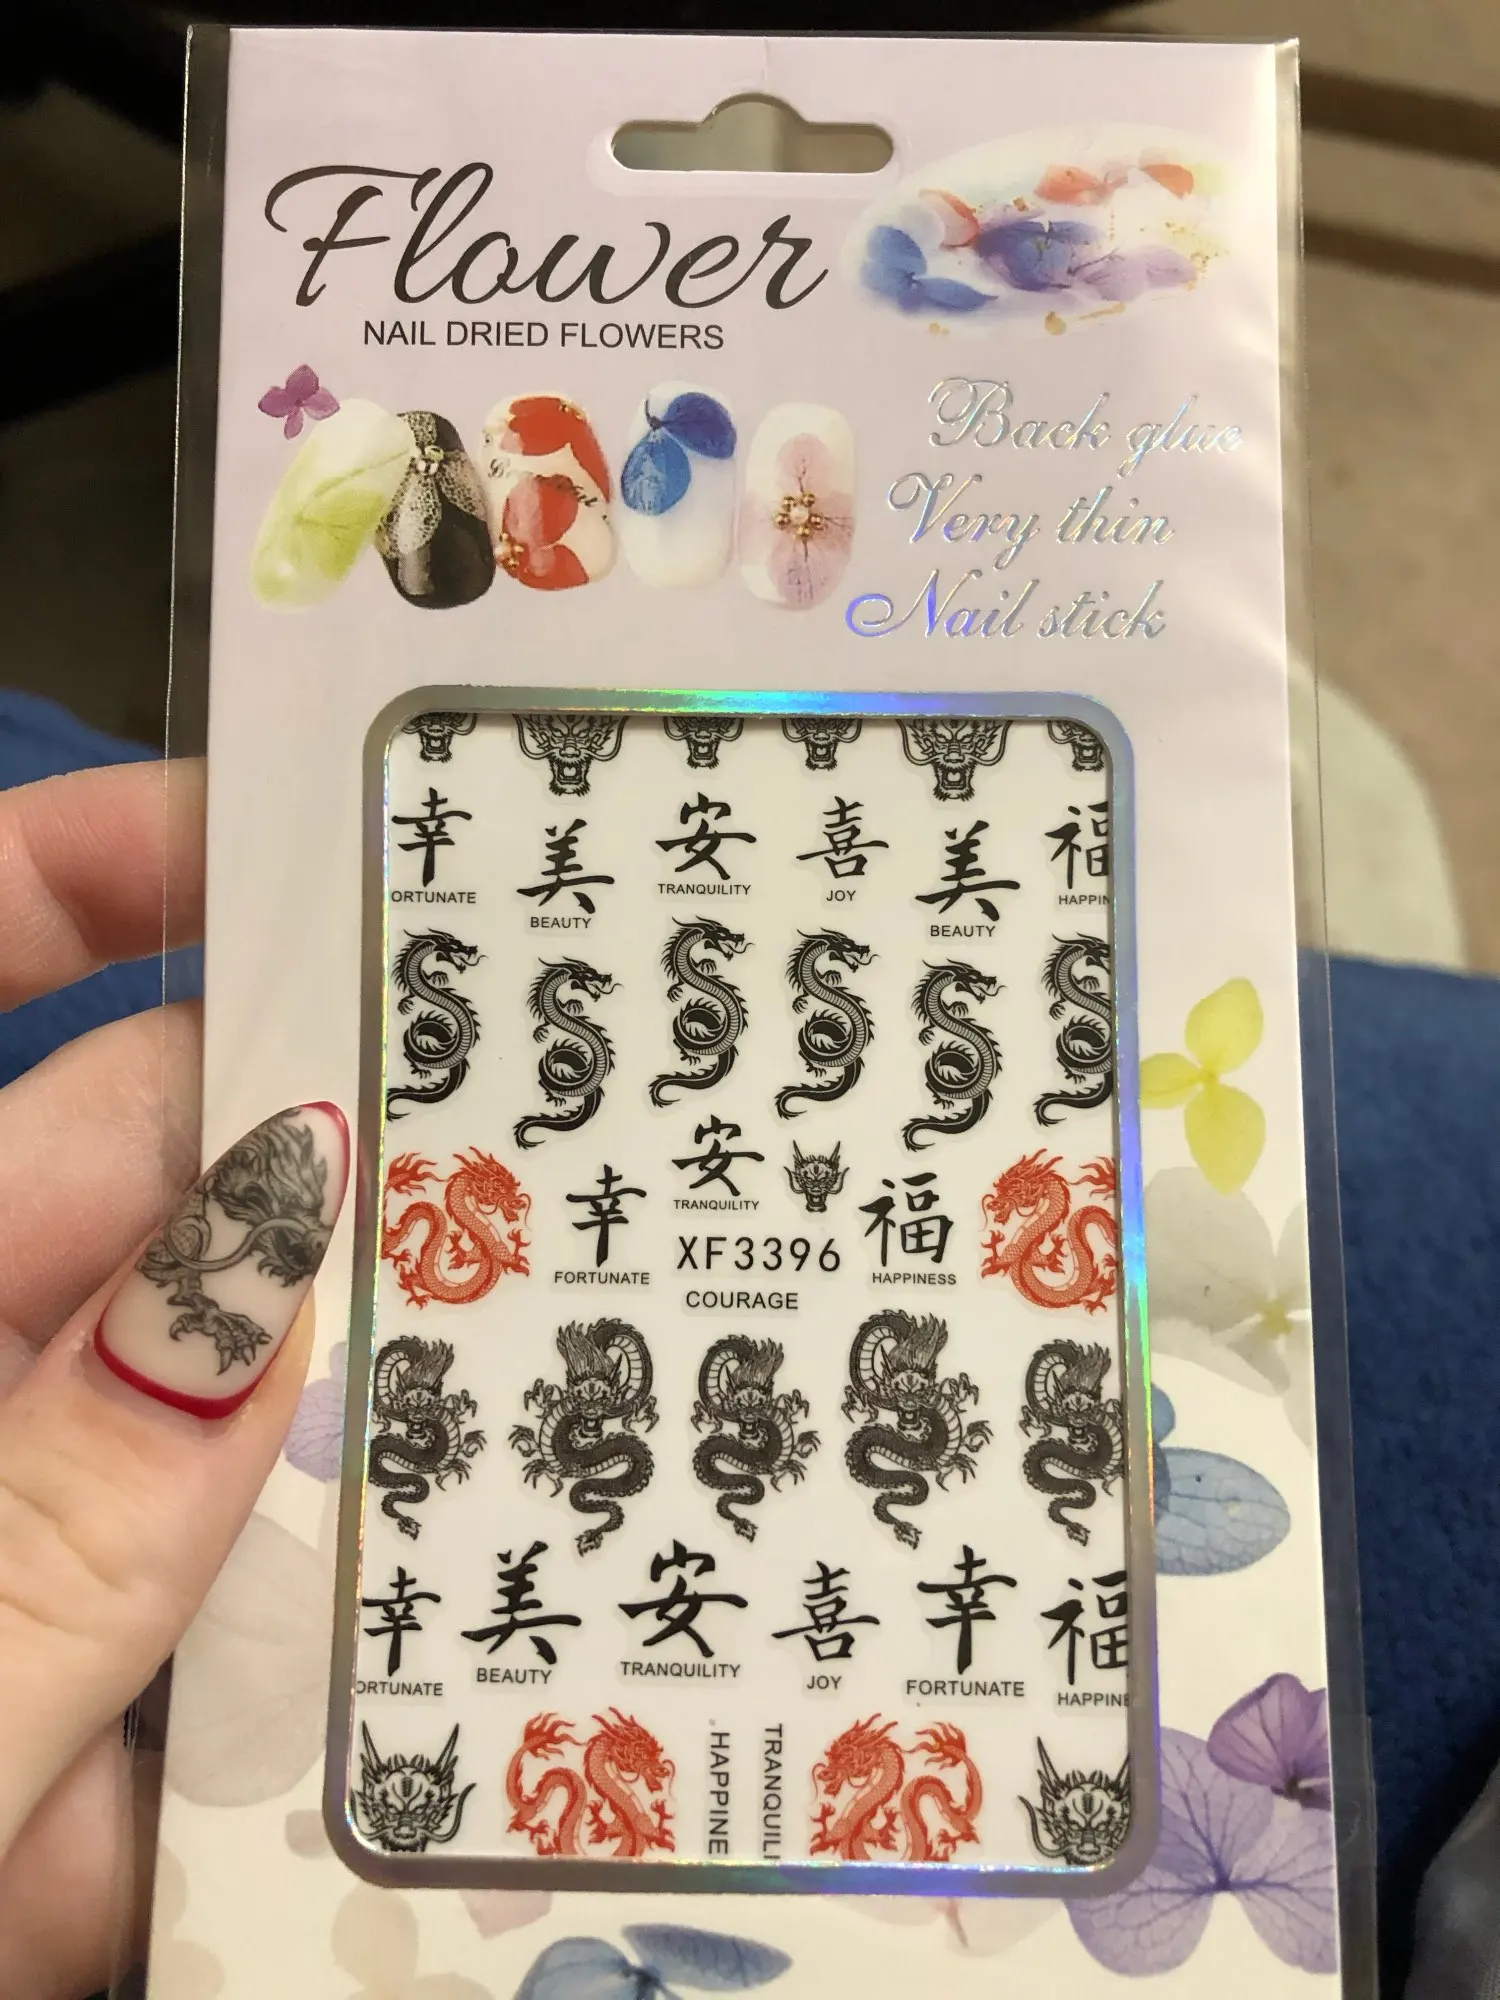 Flower
NAIL DRIED FLOWERS
Back glue
Very thin
Nail stick
幸 美 安 喜 美 福
ORTUNATE BEAUTY TRANQUILITY JOY BEAUTY HAPPIN
幸 安 福
FORTUNATE TRANQUILITY HAPPINESS
XF3396
COURAGE
幸 美 安 喜 幸 福
ORTUNATE BEAUTY TRANQUILITY JOY FORTUNATE HAPPINE
HAPPINE
TRANQUILI